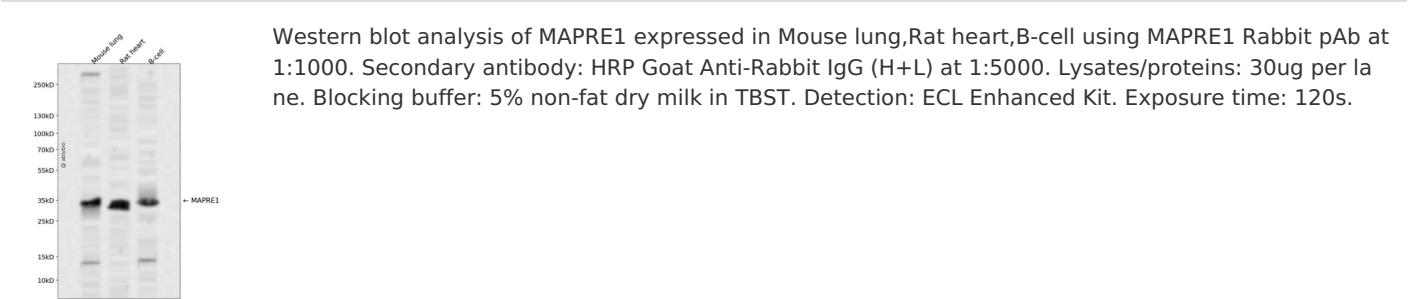 Mouse lung
Rat heart
B-cell
250kD
130kD
100kD
70kD
55kD
35kD
25kD
15kD
10kD
@ abytoo
← MAPRE1
Western blot analysis of MAPRE1 expressed in Mouse lung,Rat heart,B-cell using MAPRE1 Rabbit pAb at
1:1000. Secondary antibody: HRP Goat Anti-Rabbit IgG (H+L) at 1:5000. Lysates/proteins: 30ug per la
ne. Blocking buffer: 5% non-fat dry milk in TBST. Detection: ECL Enhanced Kit. Exposure time: 120s.